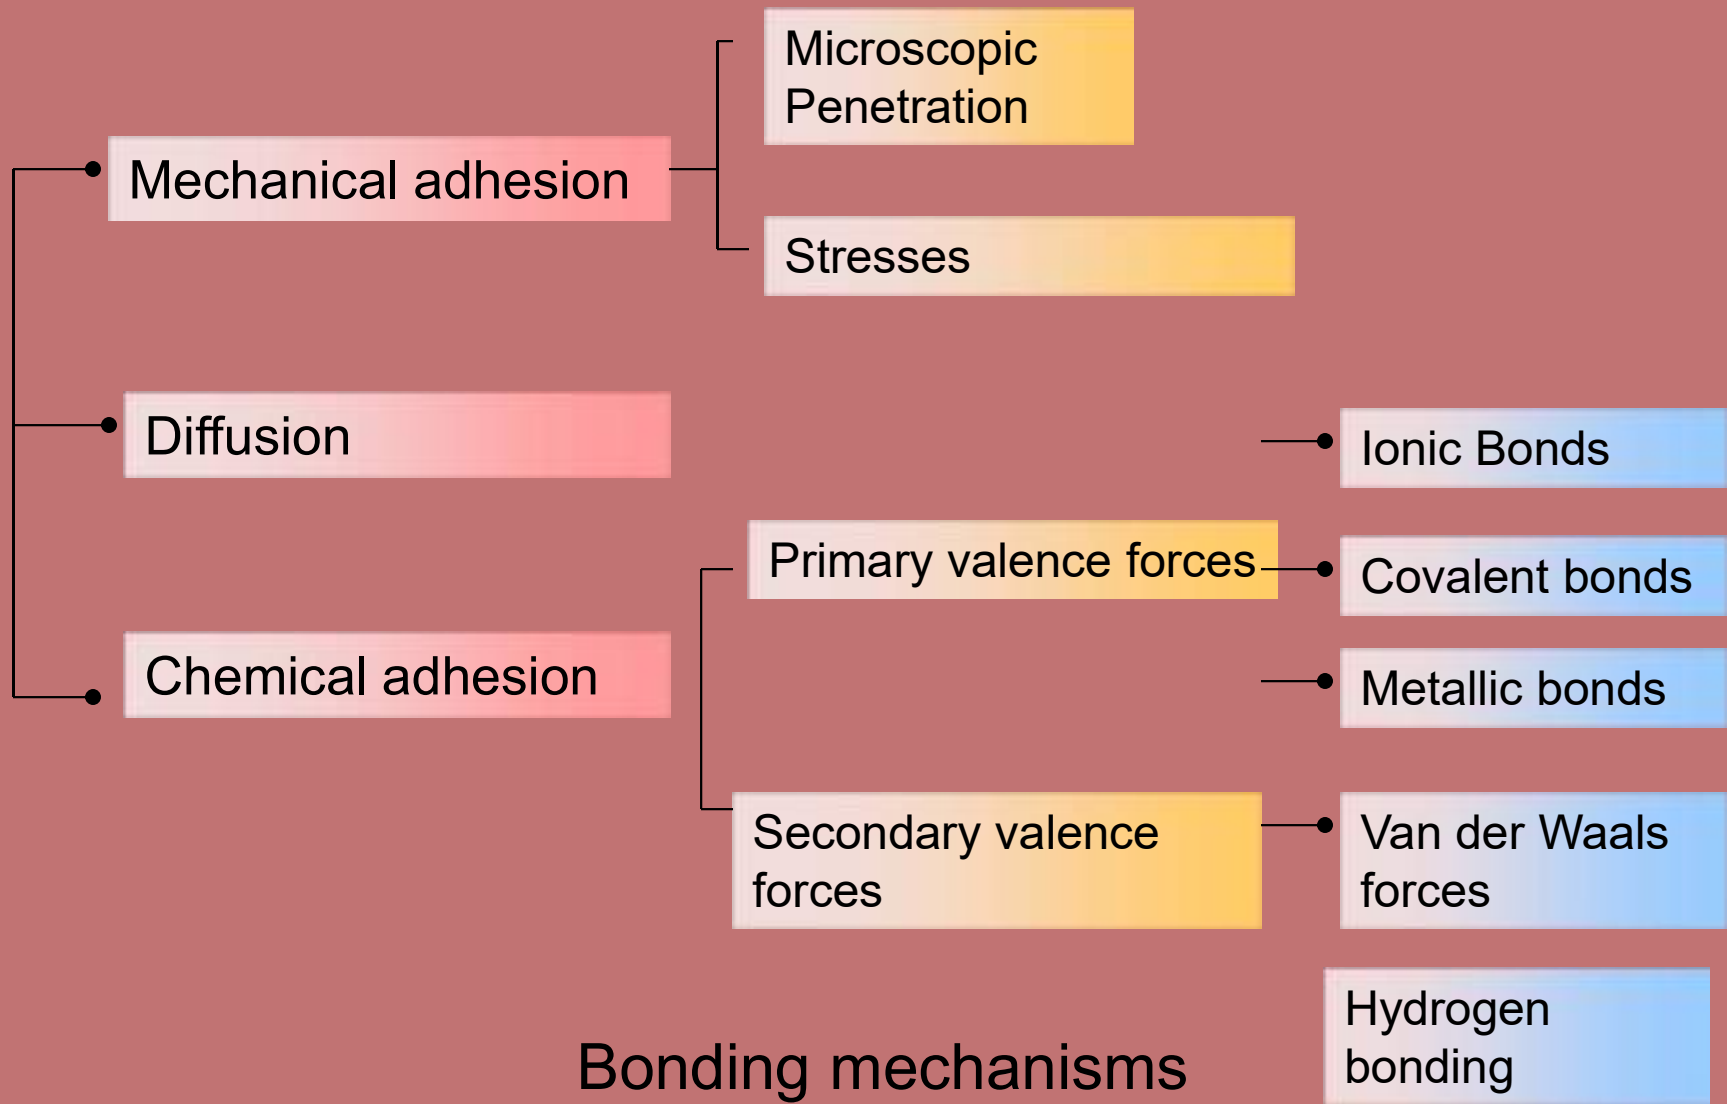 Microscopic
Penetration
Mechanical adhesion
Stresses
Diffusion
Ionic Bonds
Primary valence forces
Covalent bonds
Chemical adhesion
Metallic bonds
Secondary valence
forces
Van der Waals
forces
Hydrogen
bonding
Bonding mechanisms